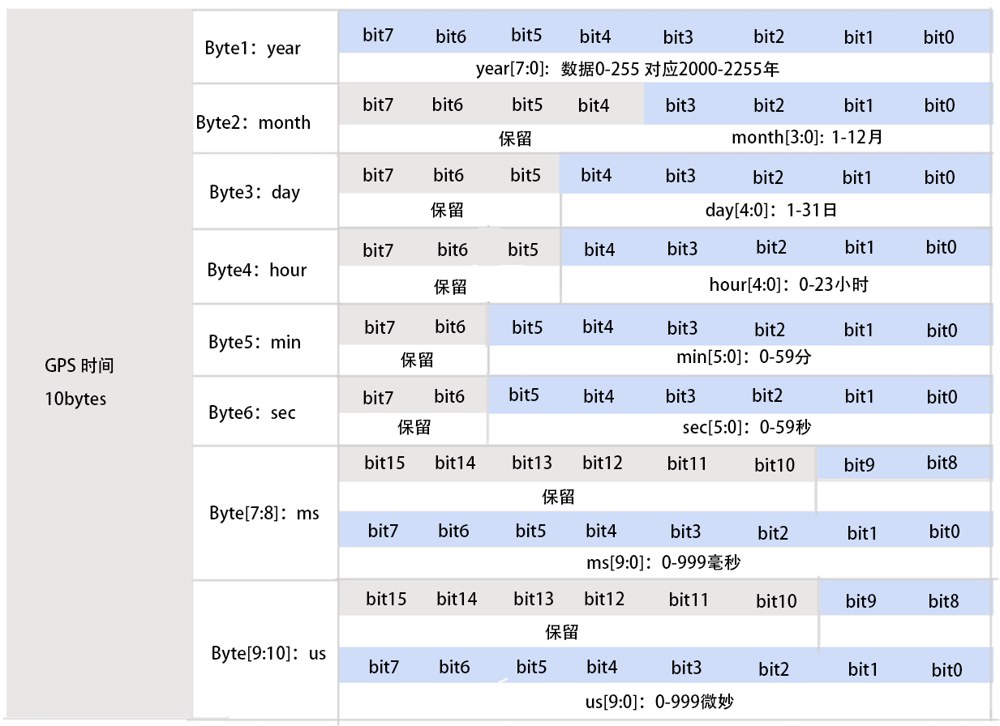 Byte1：year
bit7 bit6 bit5 bit4 bit3 bit2 bit1 bit0
year[7:0]: 数据0-255 对应2000-2255年
Byte2：month
bit7 bit6 bit5 bit4 bit3 bit2 bit1 bit0
保留 month[3:0]: 1-12月
Byte3：day
bit7 bit6 bit5 bit4 bit3 bit2 bit1 bit0
保留 day[4:0]：1-31日
Byte4：hour
bit7 bit6 bit5 bit4 bit3 bit2 bit1 bit0
保留 hour[4:0]：0-23小时
GPS 时间
10bytes
Byte5：min
bit7 bit6 bit5 bit4 bit3 bit2 bit1 bit0
保留 min[5:0]：0-59分
Byte6：sec
bit7 bit6 bit5 bit4 bit3 bit2 bit1 bit0
保留 sec[5:0]：0-59秒
Byte[7:8]：ms
bit15 bit14 bit13 bit12 bit11 bit10 bit9 bit8
保留
bit7 bit6 bit5 bit4 bit3 bit2 bit1 bit0
ms[9:0]：0-999毫秒
Byte[9:10]：us
bit15 bit14 bit13 bit12 bit11 bit10 bit9 bit8
保留
bit7 bit6 bit5 bit4 bit3 bit2 bit1 bit0
us[9:0]：0-999微妙